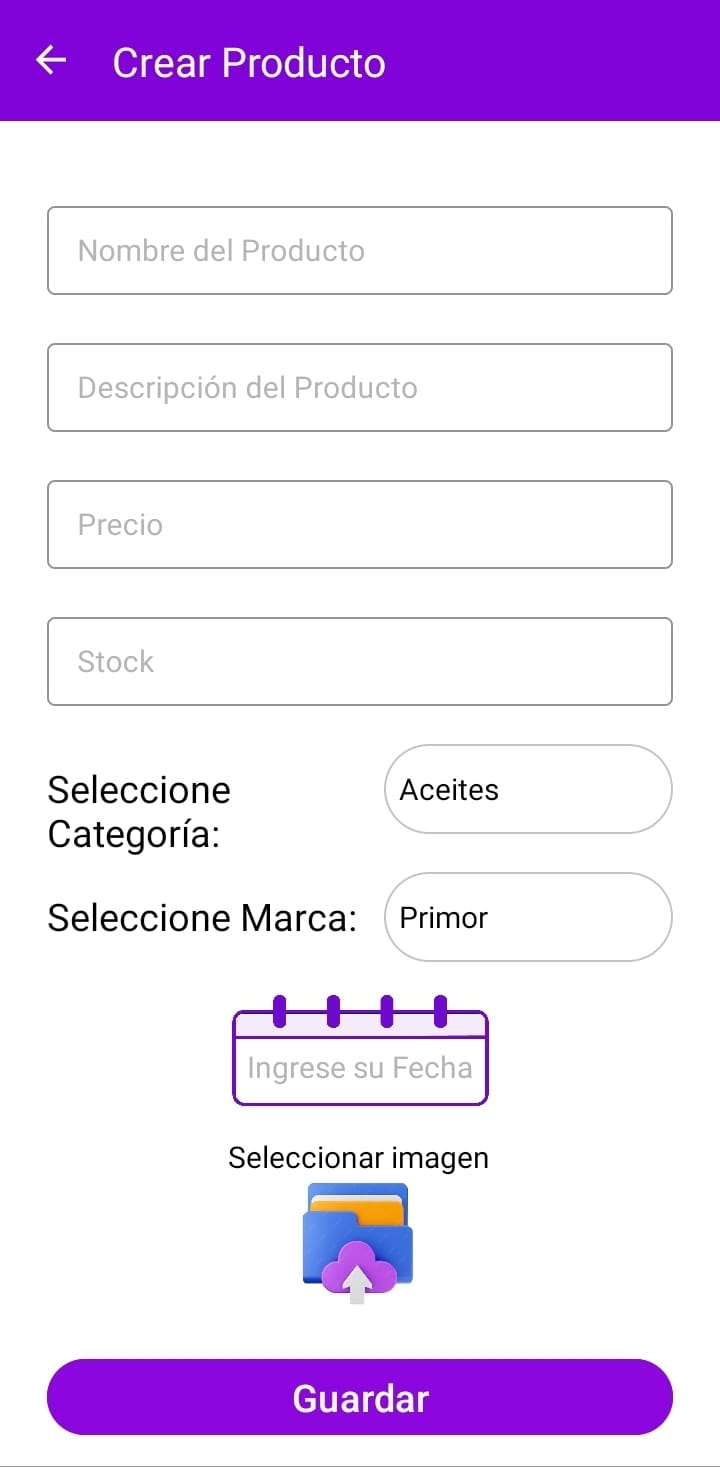 Crear Producto
Nombre del Producto
Descripción del Producto
Precio
Stock
Seleccione
Categoría:
Aceites
Seleccione Marca:
Primor
Ingrese su Fecha
Seleccionar imagen
Guardar